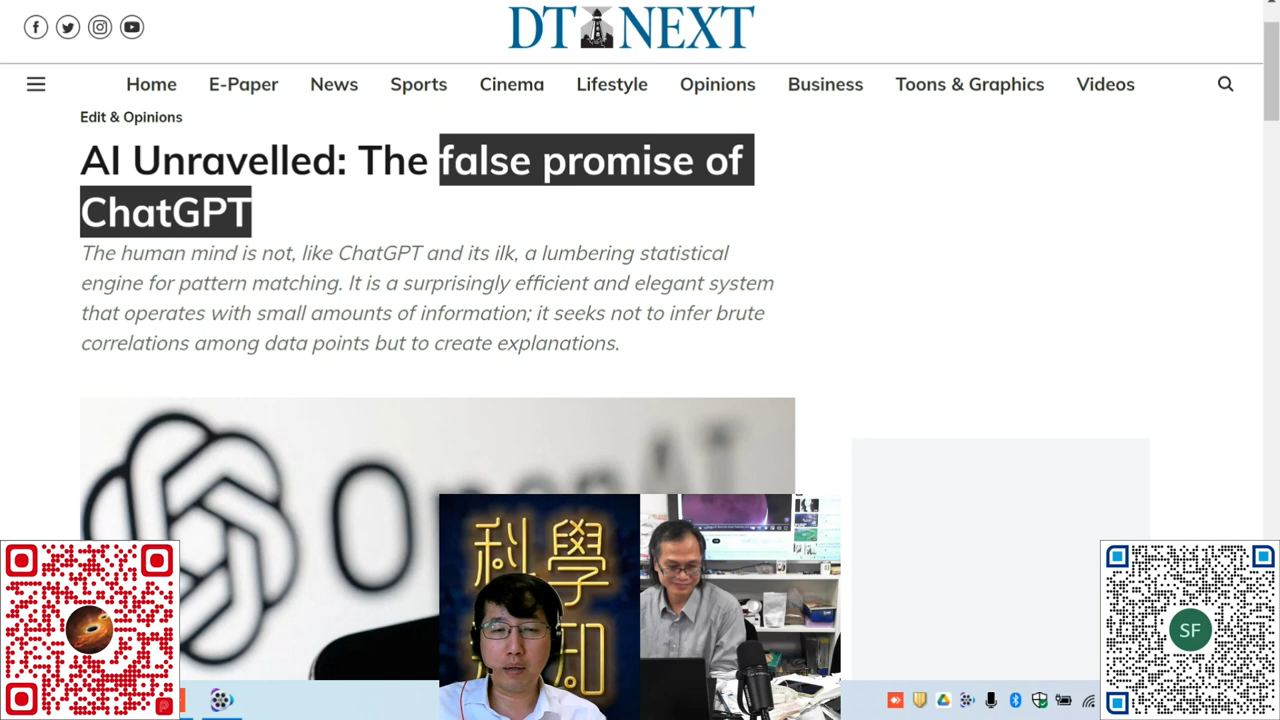 DT NEXT
Home E-Paper News Sports Cinema Lifestyle Opinions Business Toons & Graphics Videos
Edit & Opinions
AI Unravelled: The false promise of
ChatGPT
The human mind is not, like ChatGPT and its ilk, a lumbering statistical
engine for pattern matching. It is a surprisingly efficient and elegant system
that operates with small amounts of information; it seeks not to infer brute
correlations among data points but to create explanations.
OpenAI
科學
知
SF